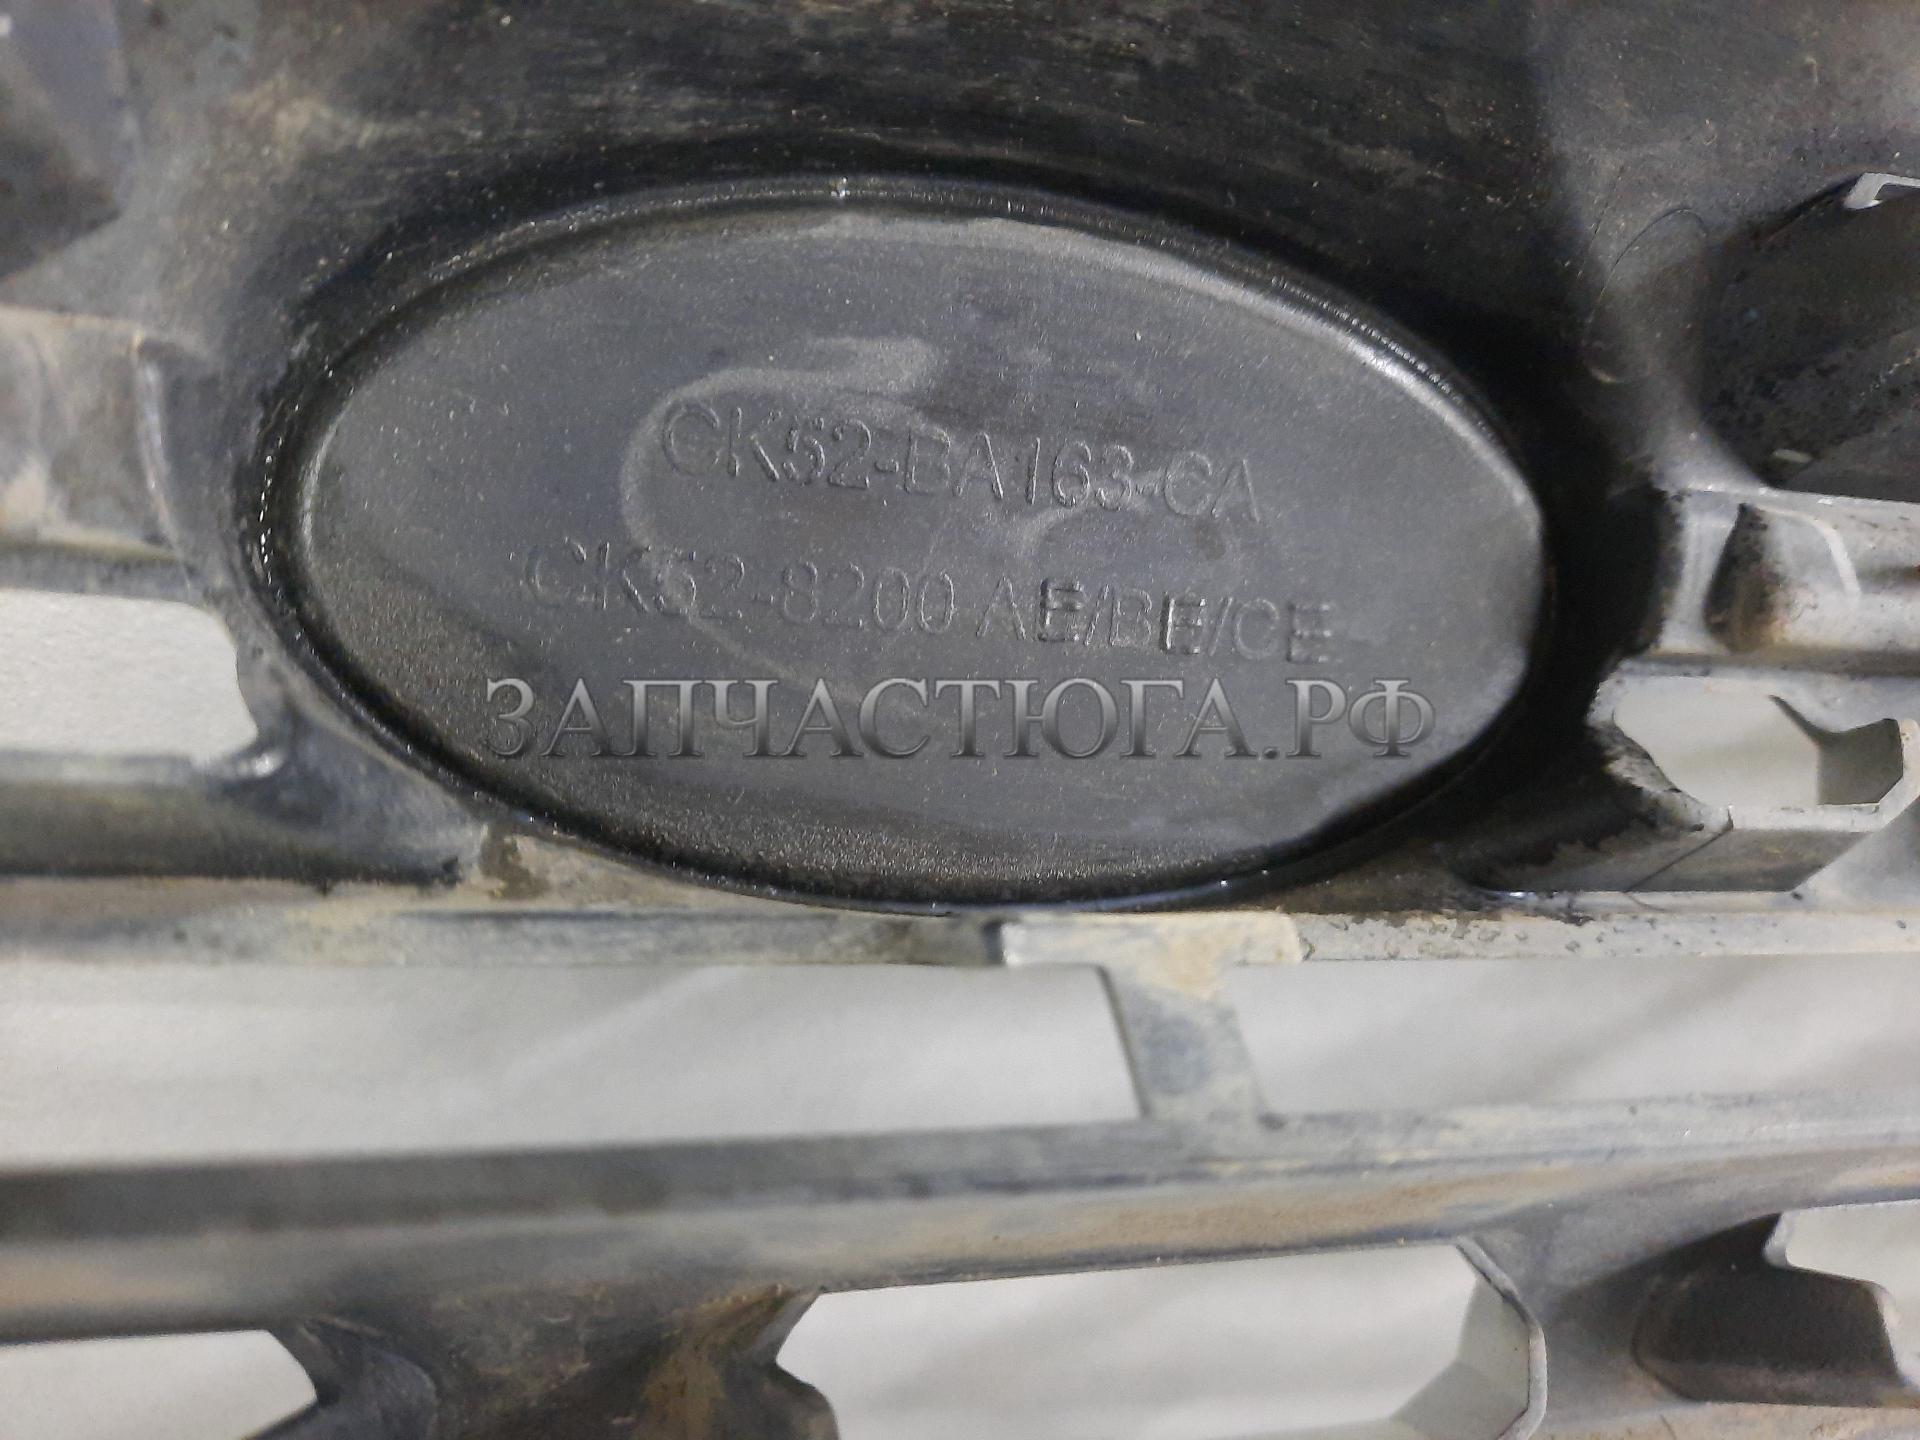 CK52-BA163-CA
CK52-8200 AE/BE/CE
ЗАПЧАСТЮГА.РФ